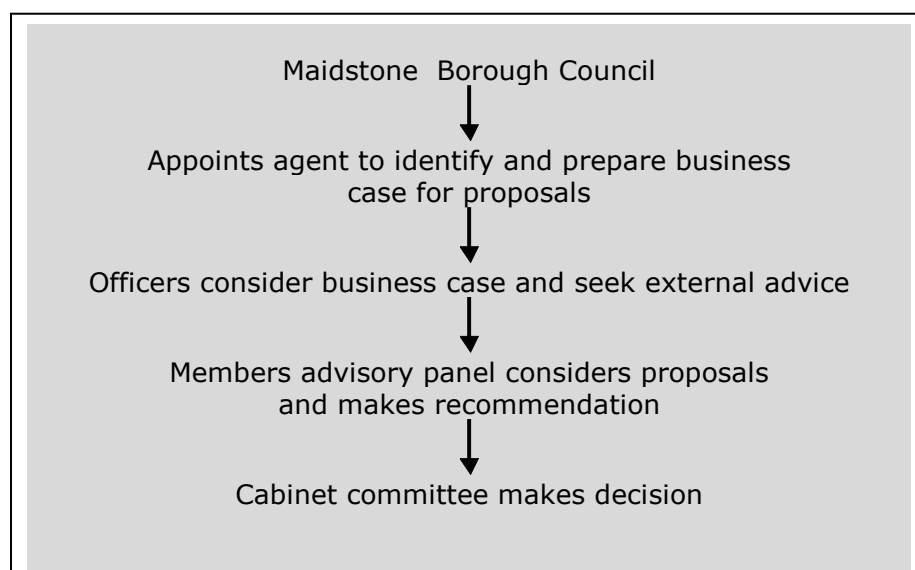 Maidstone  Borough Council
Appoints agent to identify and prepare business
case for proposals
Officers consider business case and seek external advice
Members advisory panel considers proposals
and makes recommendation
Cabinet committee makes decision